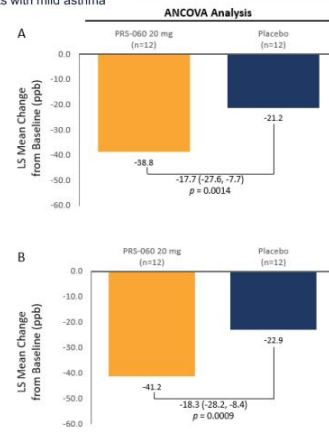 ts with mild asthma
ANCOVA Analysis
A
PRS-060 20 mg
(n=12)
Placebo
(n=12)
LS Mean Change
from Baseline (ppb)
0.0
-10.0
-20.0
-30.0
-40.0
-50.0
-60.0
-38.8
-21.2
-17.7 (-27.6, -7.7)
p = 0.0014
B
PRS-060 20 mg
(n=12)
Placebo
(n=12)
LS Mean Change
from Baseline (ppb)
0.0
-10.0
-20.0
-30.0
-40.0
-50.0
-60.0
-41.2
-22.9
-18.3 (-28.2, -8.4)
p = 0.0009